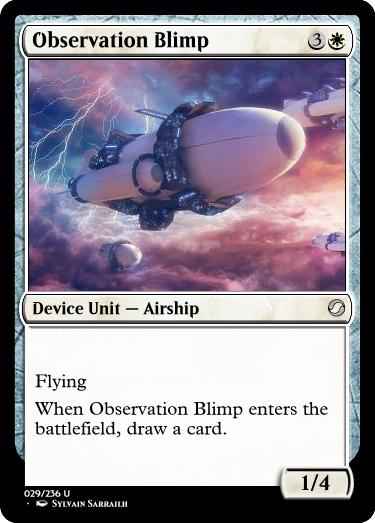 Observation Blimp 3
Device Unit — Airship
Flying
When Observation Blimp enters the
battlefield, draw a card.
029/236 U
1/4
· Sylvain Sarrailh